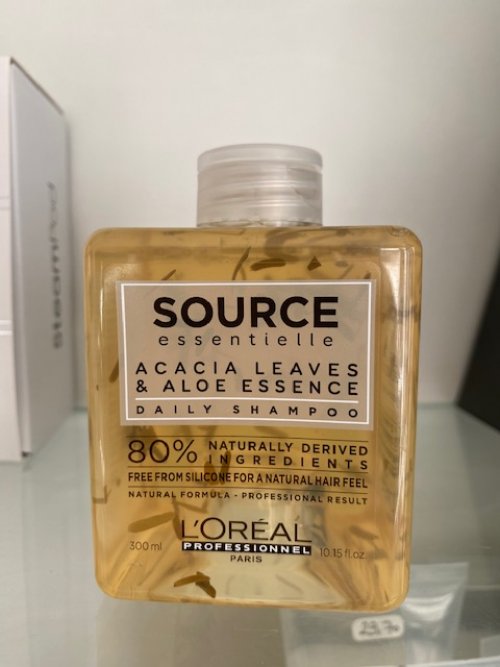 SOURCE
essentielle
ACACIA LEAVES
& ALOE ESSENCE
DAILY SHAMPOO
80% NATURALLY DERIVED
INGREDIENTS
FREE FROM SILICONE FOR A NATURAL HAIR FEEL
NATURAL FORMULA - PROFESSIONAL RESULT
L'ORÉAL
PROFESSIONNEL
PARIS
300 ml
10.15 fl.oz
steampod